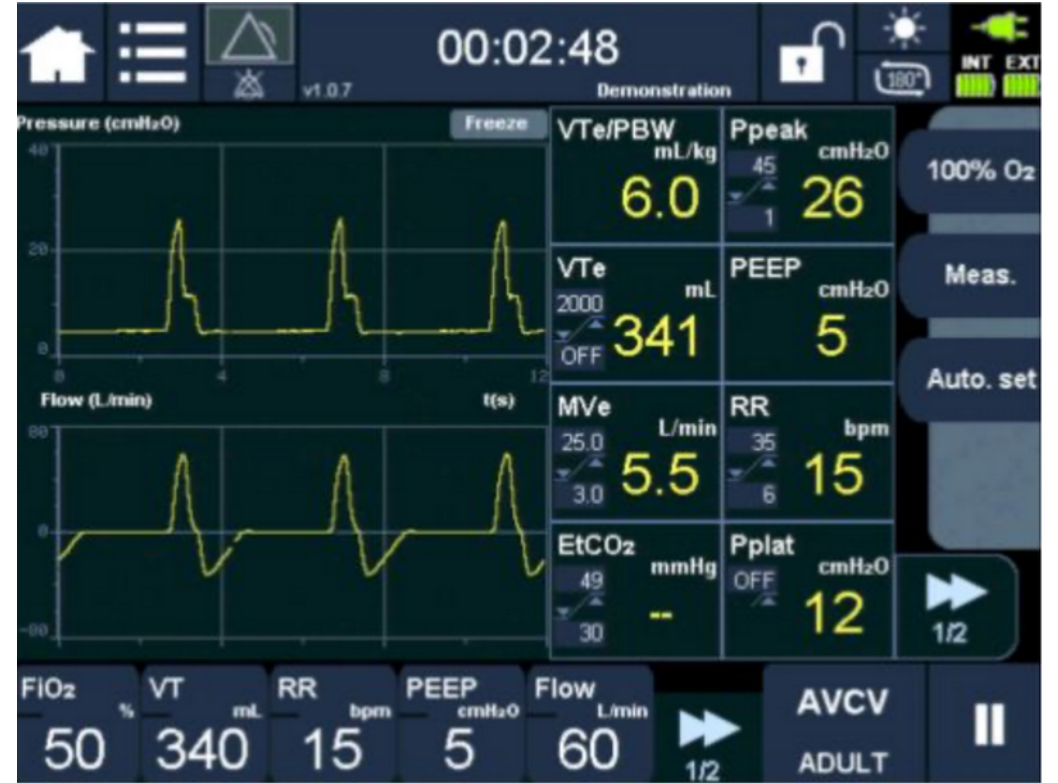 00:02:48
v1.0.7
Demonstration
180°
INT EXT
Pressure (cmH₂O)
Freeze
40
20
0
0 4 8 12
Flow (L/min)
t(s)
80
0
-80
VTe/PBW
mL/kg
6.0
Ppeak
cmH₂O
45
1
26
VTe
mL
2000
OFF
341
PEEP
cmH₂O
5
MVe
L/min
25.0
3.0
5.5
RR
bpm
35
6
15
EtCO₂
mmHg
49
30
--
Pplat
cmH₂O
OFF
12
100% O₂
Meas.
Auto. set
1/2
FiO₂
%
50
VT
mL
340
RR
bpm
15
PEEP
cmH₂O
5
Flow
L/min
60
1/2
AVCV
ADULT